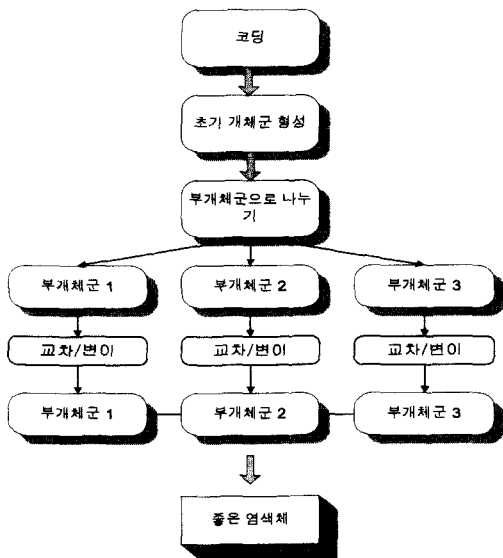 코딩
초기 개체군 형성
부개체군으로 나누
기
부개체군 1
부개체군 2
부개체군 3
교차/변이
교차/변이
교차/변이
부개체군 1
부개체군 2
부개체군 3
좋은 염색체